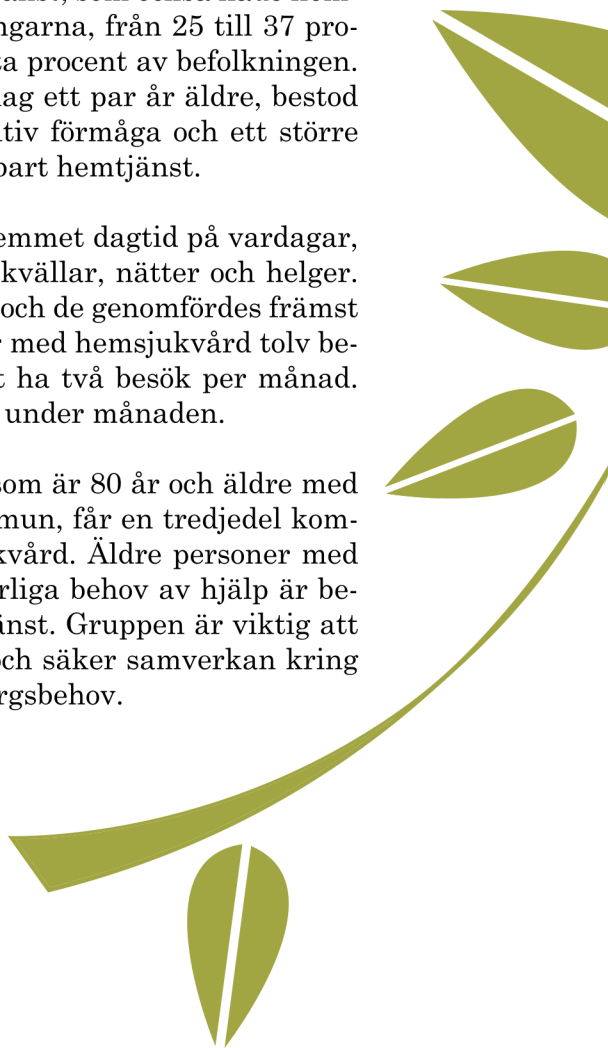 ngarna, från 25 till 37 pro-
ta procent av befolkningen.
ag ett par år äldre, bestod
tiv förmåga och ett större
bart hemtjänst.
emmet dagtid på vardagar,
kvällar, nätter och helger.
och de genomfördes främst
r med hemsjukvård tolv be-
t ha två besök per månad.
under månaden.
som är 80 år och äldre med
mun, får en tredjedel kom-
kvård. Äldre personer med
rliga behov av hjälp är be-
änst. Gruppen är viktig att
och säker samverkan kring
rgsbehov.